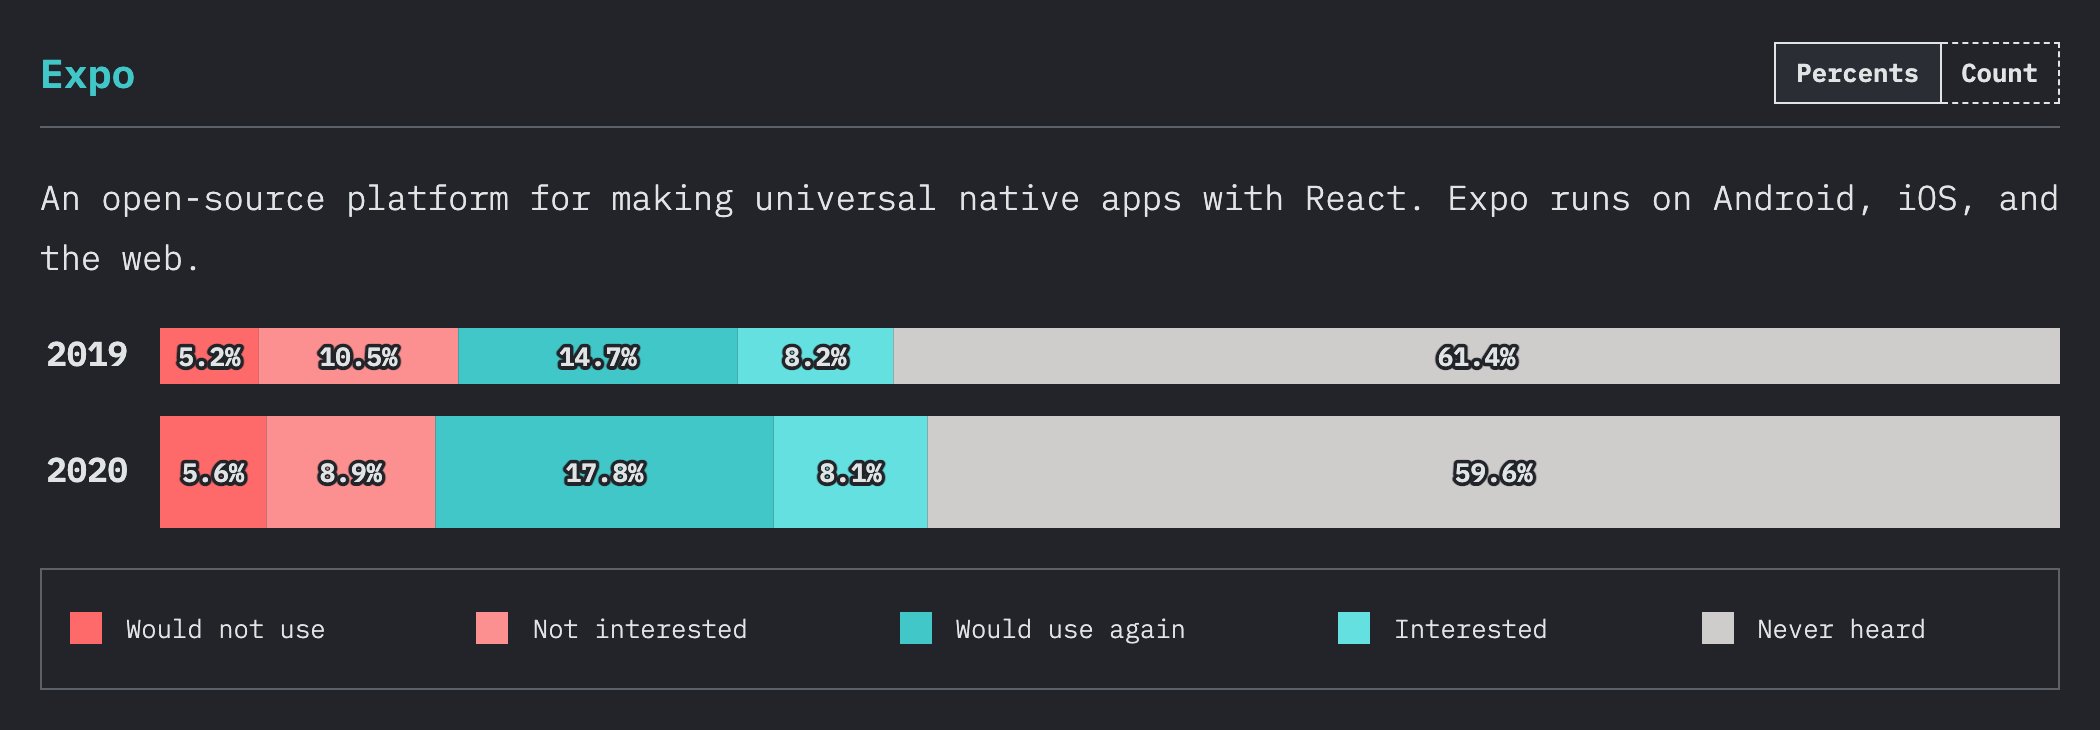 Expo
Percents Count
An open-source platform for making universal native apps with React. Expo runs on Android, iOS, and
the web.
2019 5.2% 10.5% 14.7% 8.2% 61.4%
2020 5.6% 8.9% 17.8% 8.1% 59.6%
Would not use Not interested Would use again Interested Never heard